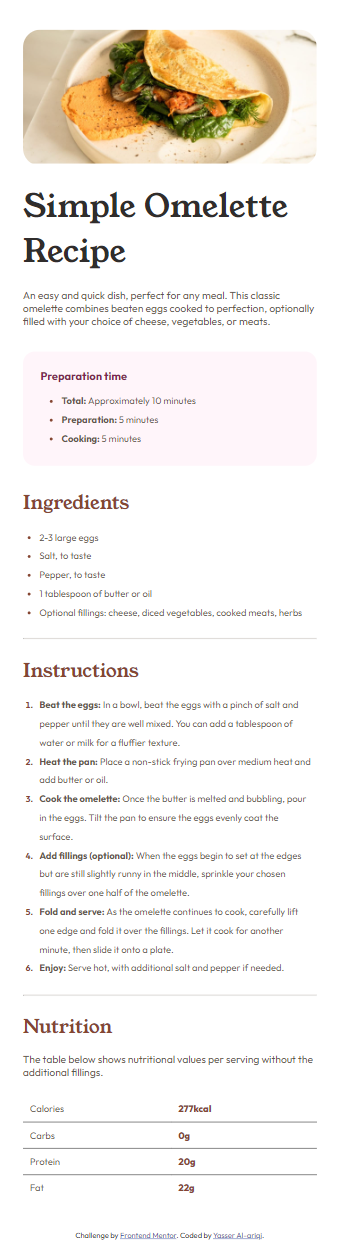 Simple Omelette
Recipe
An easy and quick dish, perfect for any meal. This classic
omelette combines beaten eggs cooked to perfection, optionally
filled with your choice of cheese, vegetables, or meats.
Preparation time
• Total: Approximately 10 minutes
• Preparation: 5 minutes
• Cooking: 5 minutes
Ingredients
• 2-3 large eggs
• Salt, to taste
• Pepper, to taste
• 1 tablespoon of butter or oil
• Optional fillings: cheese, diced vegetables, cooked meats, herbs
Instructions
1. Beat the eggs: In a bowl, beat the eggs with a pinch of salt and
pepper until they are well mixed. You can add a tablespoon of
water or milk for a fluffier texture.
2. Heat the pan: Place a non-stick frying pan over medium heat and
add butter or oil.
3. Cook the omelette: Once the butter is melted and bubbling, pour
in the eggs. Tilt the pan to ensure the eggs evenly coat the
surface.
4. Add fillings (optional): When the eggs begin to set at the edges
but are still slightly runny in the middle, sprinkle your chosen
fillings over one half of the omelette.
5. Fold and serve: As the omelette continues to cook, carefully lift
one edge and fold it over the fillings. Let it cook for another
minute, then slide it onto a plate.
6. Enjoy: Serve hot, with additional salt and pepper if needed.
Nutrition
The table below shows nutritional values per serving without the
additional fillings.
Calories 277kcal
Carbs 0g
Protein 20g
Fat 22g
Challenge by Frontend Mentor. Coded by Yasser Al-ariqi.